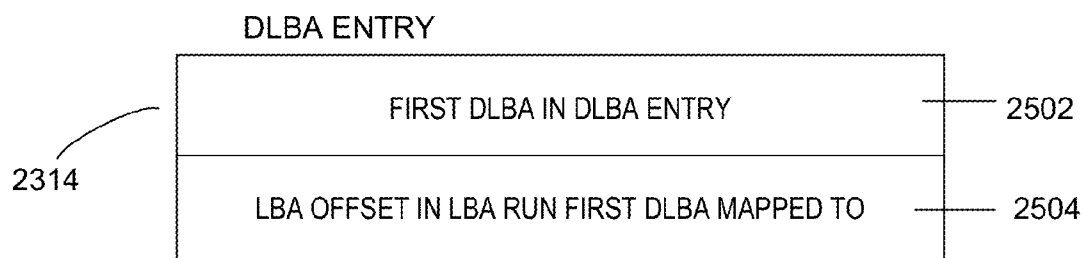 DLBA ENTRY
FIRST DLBA IN DLBA ENTRY
2502
2314
LBA OFFSET IN LBA RUN FIRST DLBA MAPPED TO
2504